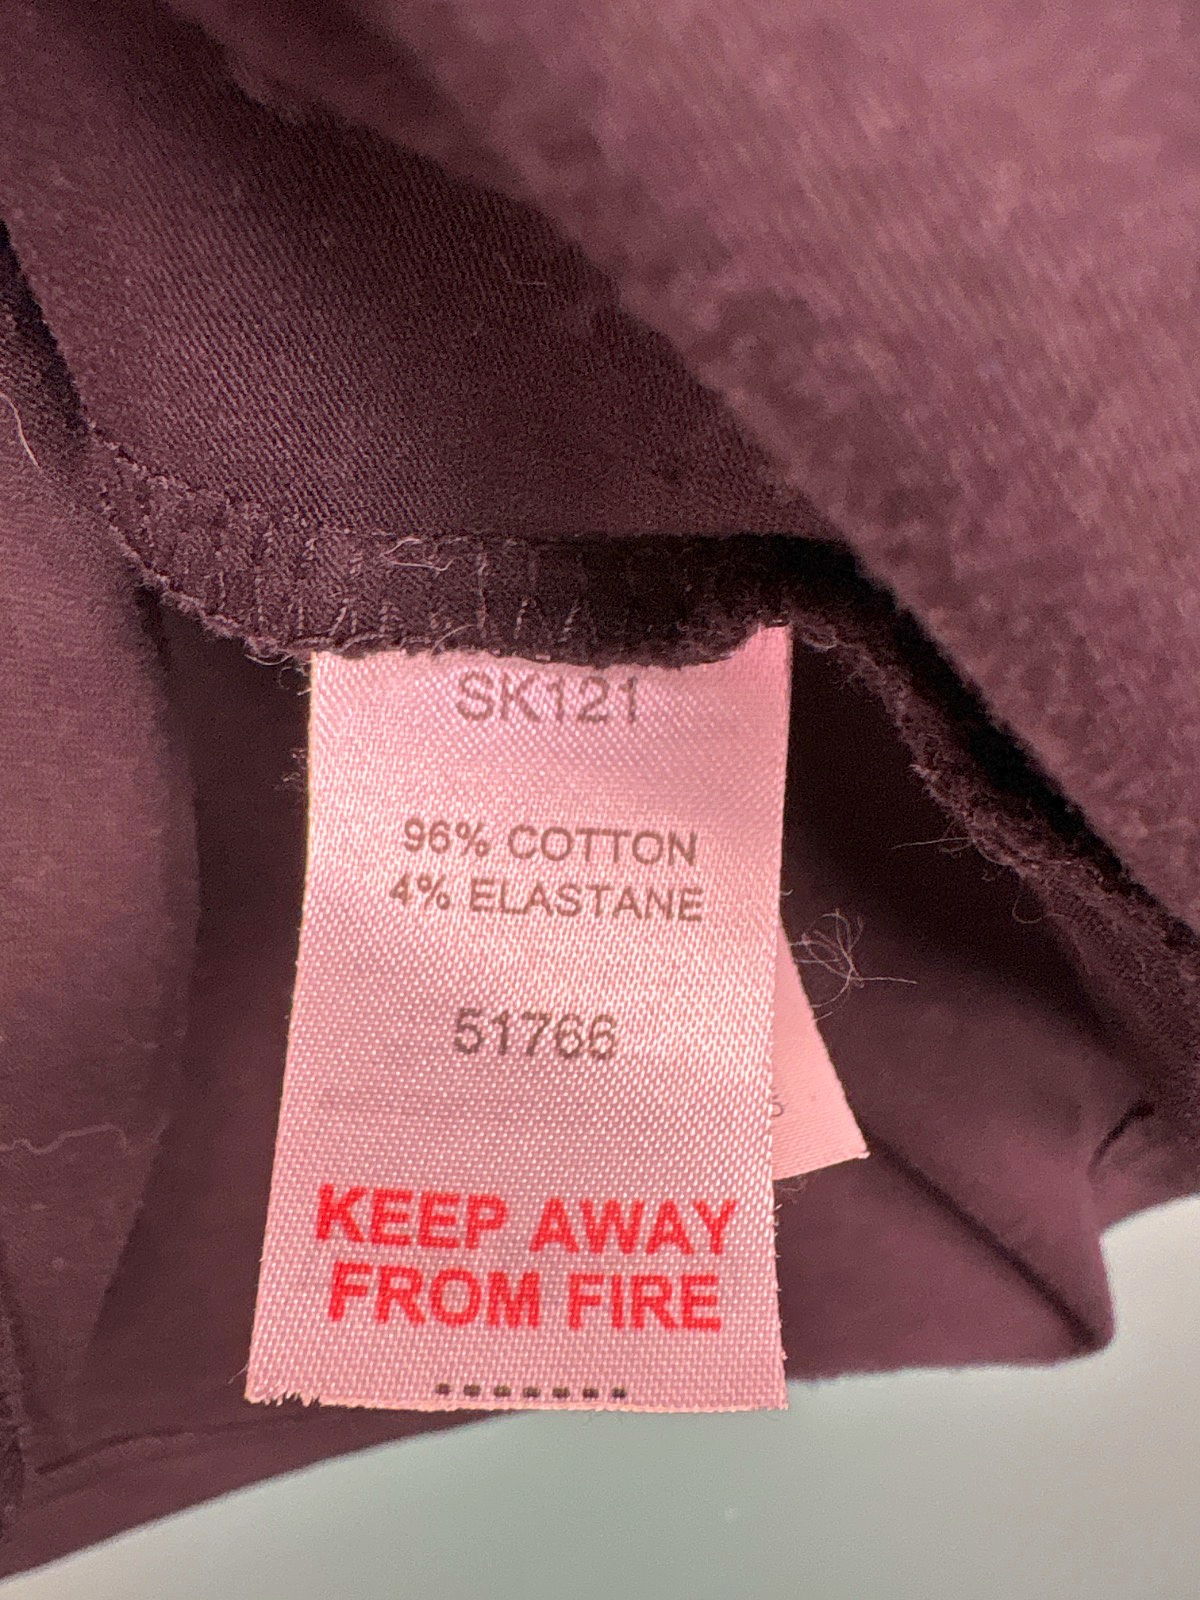 SK121
96% COTTON
4% ELASTANE
51766
KEEP AWAY
FROM FIRE